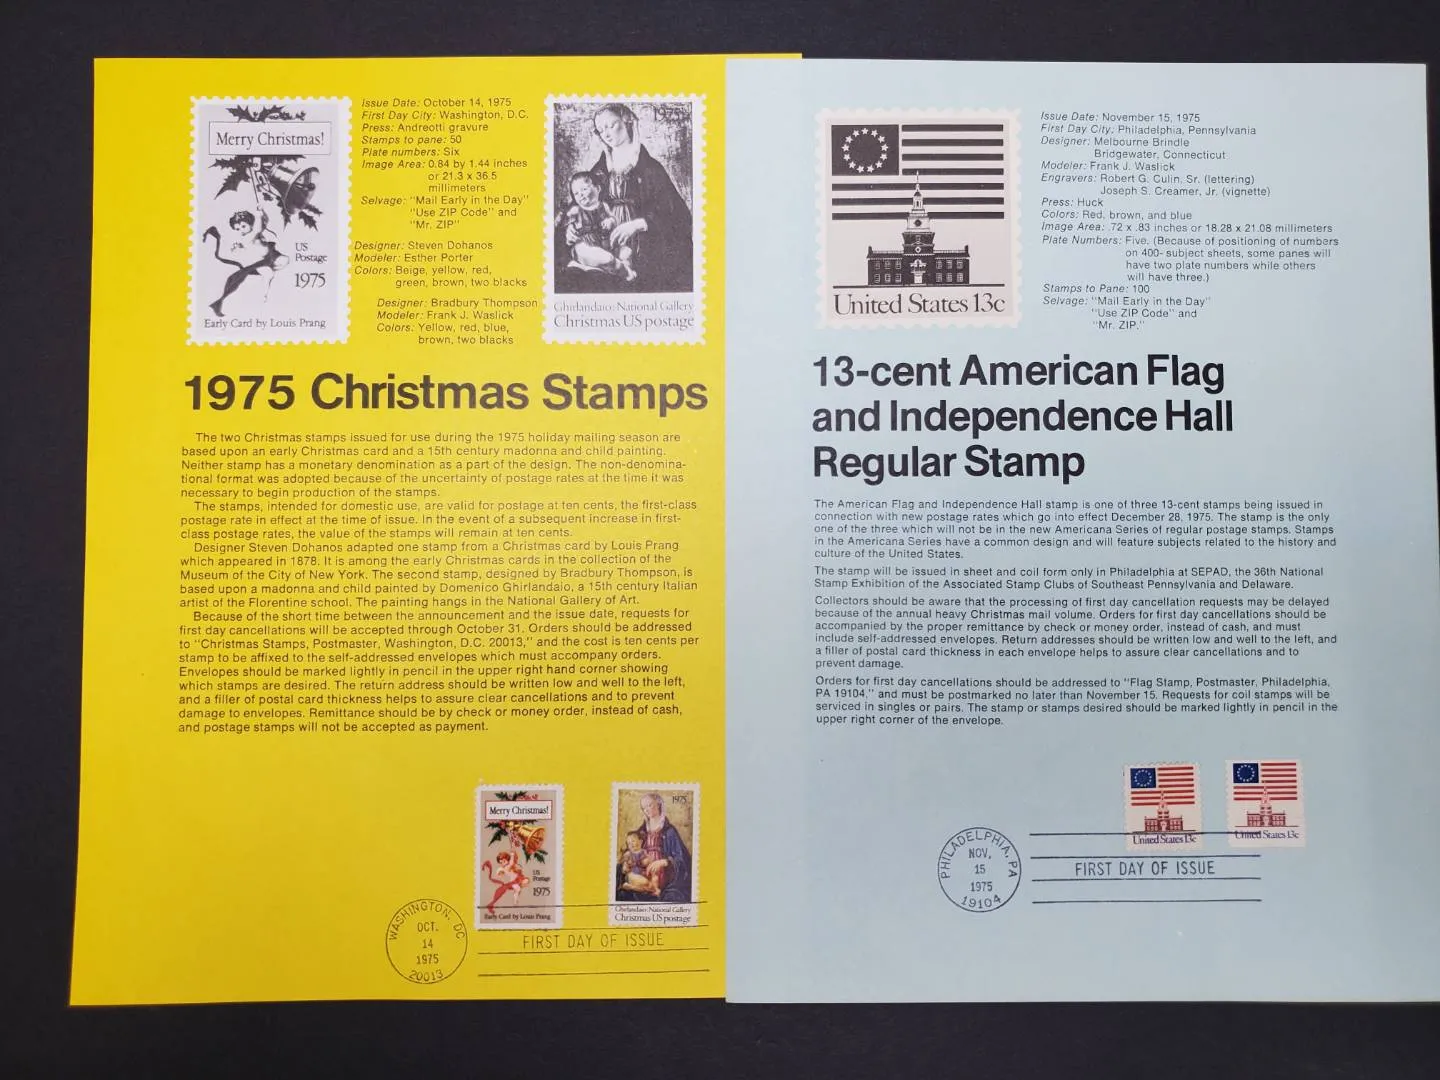 Merry Christmas!
US
Postage
1975
Early Card by Louis Prang
Issue Date: October 14, 1975
First Day City: Washington, D.C.
Press: Andreotti gravure
Stamps to pane: 50
Plate numbers: Six
Image Area: 0.84 by 1.44 inches
or 21.3 x 36.5
millimeters
Selvage: "Mail Early in the Day"
"Use ZIP Code" and
"Mr. ZIP"
Designer: Steven Dohanos
Modeler: Esther Porter
Colors: Beige, yellow, red,
green, brown, two blacks
Designer: Bradbury Thompson
Modeler: Frank J. Waslick
Colors: Yellow, red, blue,
brown, two blacks
1975
Ghirlandaio: National Gallery
Christmas US postage
1975 Christmas Stamps
The two Christmas stamps issued for use during the 1975 holiday mailing season are
based upon an early Christmas card and a 15th century madonna and child painting.
Neither stamp has a monetary denomination as a part of the design. The non-denomina-
tional format was adopted because of the uncertainty of postage rates at the time it was
necessary to begin production of the stamps.
The stamps, intended for domestic use, are valid for postage at ten cents, the first-class
postage rate in effect at the time of issue. In the event of a subsequent increase in first-
class postage rates, the value of the stamps will remain at ten cents.
Designer Steven Dohanos adapted one stamp from a Christmas card by Louis Prang
which appeared in 1878. It is among the early Christmas cards in the collection of the
Museum of the City of New York. The second stamp, designed by Bradbury Thompson, is
based upon a madonna and child painted by Domenico Ghirlandaio, a 15th century Italian
artist of the Florentine school. The painting hangs in the National Gallery of Art.
Because of the short time between the announcement and the issue date, requests for
first day cancellations will be accepted through October 31. Orders should be addressed
to "Christmas Stamps, Postmaster, Washington, D.C. 20013," and the cost is ten cents per
stamp to be affixed to the self-addressed envelopes which must accompany orders.
Envelopes should be marked lightly in pencil in the upper right hand corner showing
which stamps are desired. The return address should be written low and well to the left,
and a filler of postal card thickness helps to assure clear cancellations and to prevent
damage to envelopes. Remittance should be by check or money order, instead of cash,
and postage stamps will not be accepted as payment.
Merry Christmas!
US
Postage
1975
Early Card by Louis Prang
1975
Ghirlandaio: National Gallery
Christmas US postage
WASHINGTON, DC
OCT.
14
1975
20013
FIRST DAY OF ISSUE
United States 13c
Issue Date: November 15, 1975
First Day City: Philadelphia, Pennsylvania
Designer: Melbourne Brindle
Bridgewater, Connecticut
Modeler: Frank J. Waslick
Engravers: Robert G. Culin, Sr. (lettering)
Joseph S. Creamer, Jr. (vignette)
Press: Huck
Colors: Red, brown, and blue
Image Area: .72 x .83 inches or 18.28 x 21.08 millimeters
Plate Numbers: Five. (Because of positioning of numbers
on 400- subject sheets, some panes will
have two plate numbers while others
will have three.)
Stamps to Pane: 100
Selvage: "Mail Early in the Day"
"Use ZIP Code" and
"Mr. ZIP."
13-cent American Flag
and Independence Hall
Regular Stamp
The American Flag and Independence Hall stamp is one of three 13-cent stamps being issued in
connection with new postage rates which go into effect December 28, 1975. The stamp is the only
one of the three which will not be in the new Americana Series of regular postage stamps. Stamps
in the Americana Series have a common design and will feature subjects related to the history and
culture of the United States.
The stamp will be issued in sheet and coil form only in Philadelphia at SEPAD, the 36th National
Stamp Exhibition of the Associated Stamp Clubs of Southeast Pennsylvania and Delaware.
Collectors should be aware that the processing of first day cancellation requests may be delayed
because of the annual heavy Christmas mail volume. Orders for first day cancellations should be
accompanied by the proper remittance by check or money order, instead of cash, and must
include self-addressed envelopes. Return addresses should be written low and well to the left, and
a filler of postal card thickness in each envelope helps to assure clear cancellations and to
prevent damage.
Orders for first day cancellations should be addressed to "Flag Stamp, Postmaster, Philadelphia,
PA 19104," and must be postmarked no later than November 15. Requests for coil stamps will be
serviced in singles or pairs. The stamp or stamps desired should be marked lightly in pencil in the
upper right corner of the envelope.
United States 13c
United States 13c
PHILADELPHIA, PA
NOV.
15
1975
19104
FIRST DAY OF ISSUE